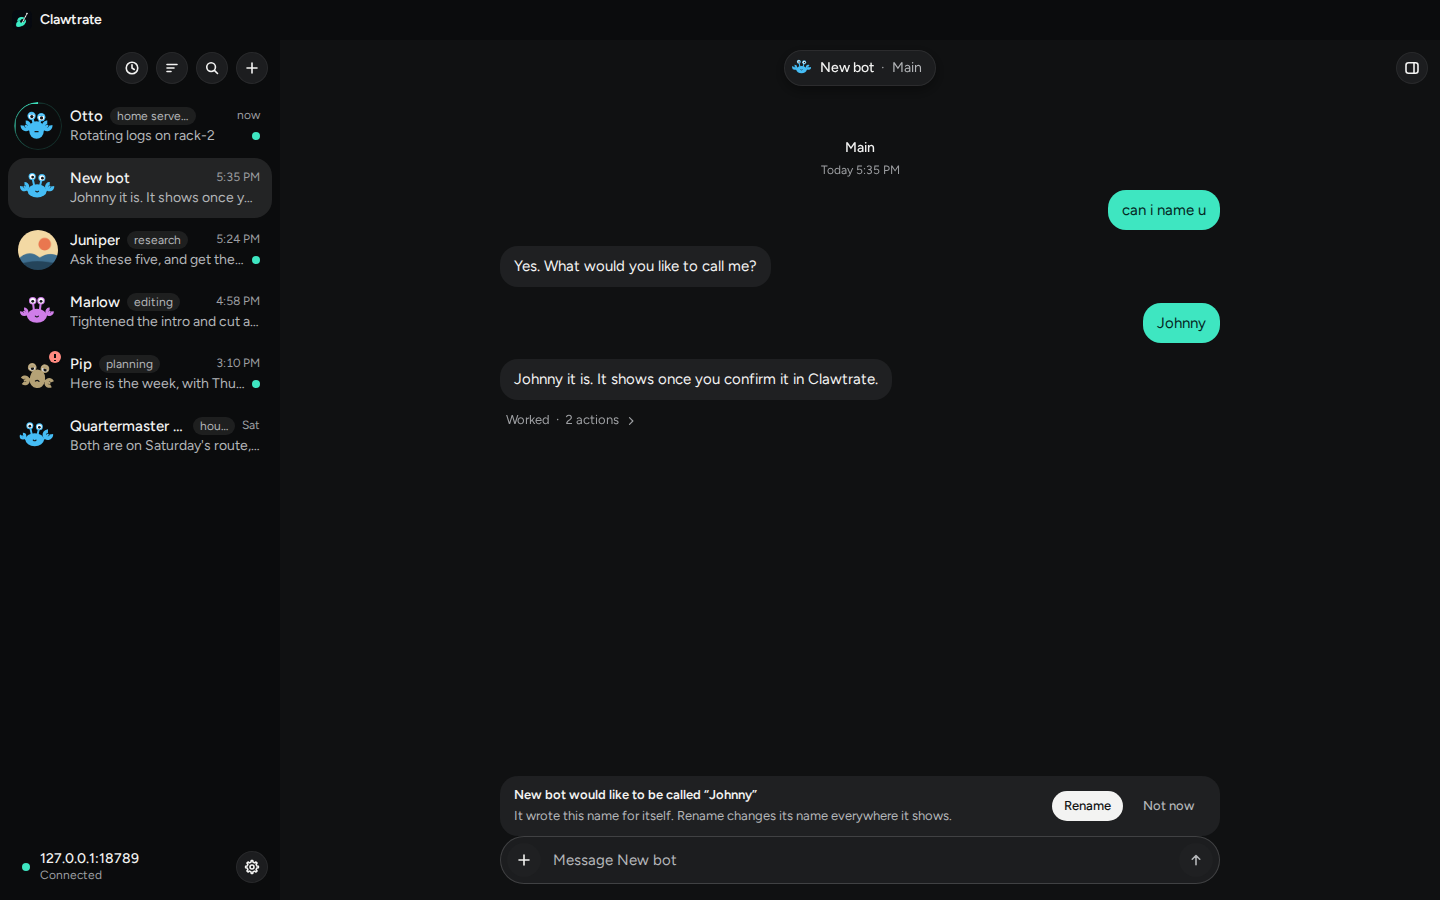 Clawtrate
Otto home serve... now
Rotating logs on rack-2
New bot 5:35 PM
Johnny it is. It shows once y...
Juniper research 5:24 PM
Ask these five, and get the...
Marlow editing 4:58 PM
Tightened the intro and cut a...
Pip planning 3:10 PM
Here is the week, with Thu...
Quartermaster ... hou... Sat
Both are on Saturday's route,...
127.0.0.1:18789
Connected
New bot · Main
Main
Today 5:35 PM
can i name u
Yes. What would you like to call me?
Johnny
Johnny it is. It shows once you confirm it in Clawtrate.
Worked · 2 actions
New bot would like to be called “Johnny”
It wrote this name for itself. Rename changes its name everywhere it shows.
Rename
Not now
Message New bot